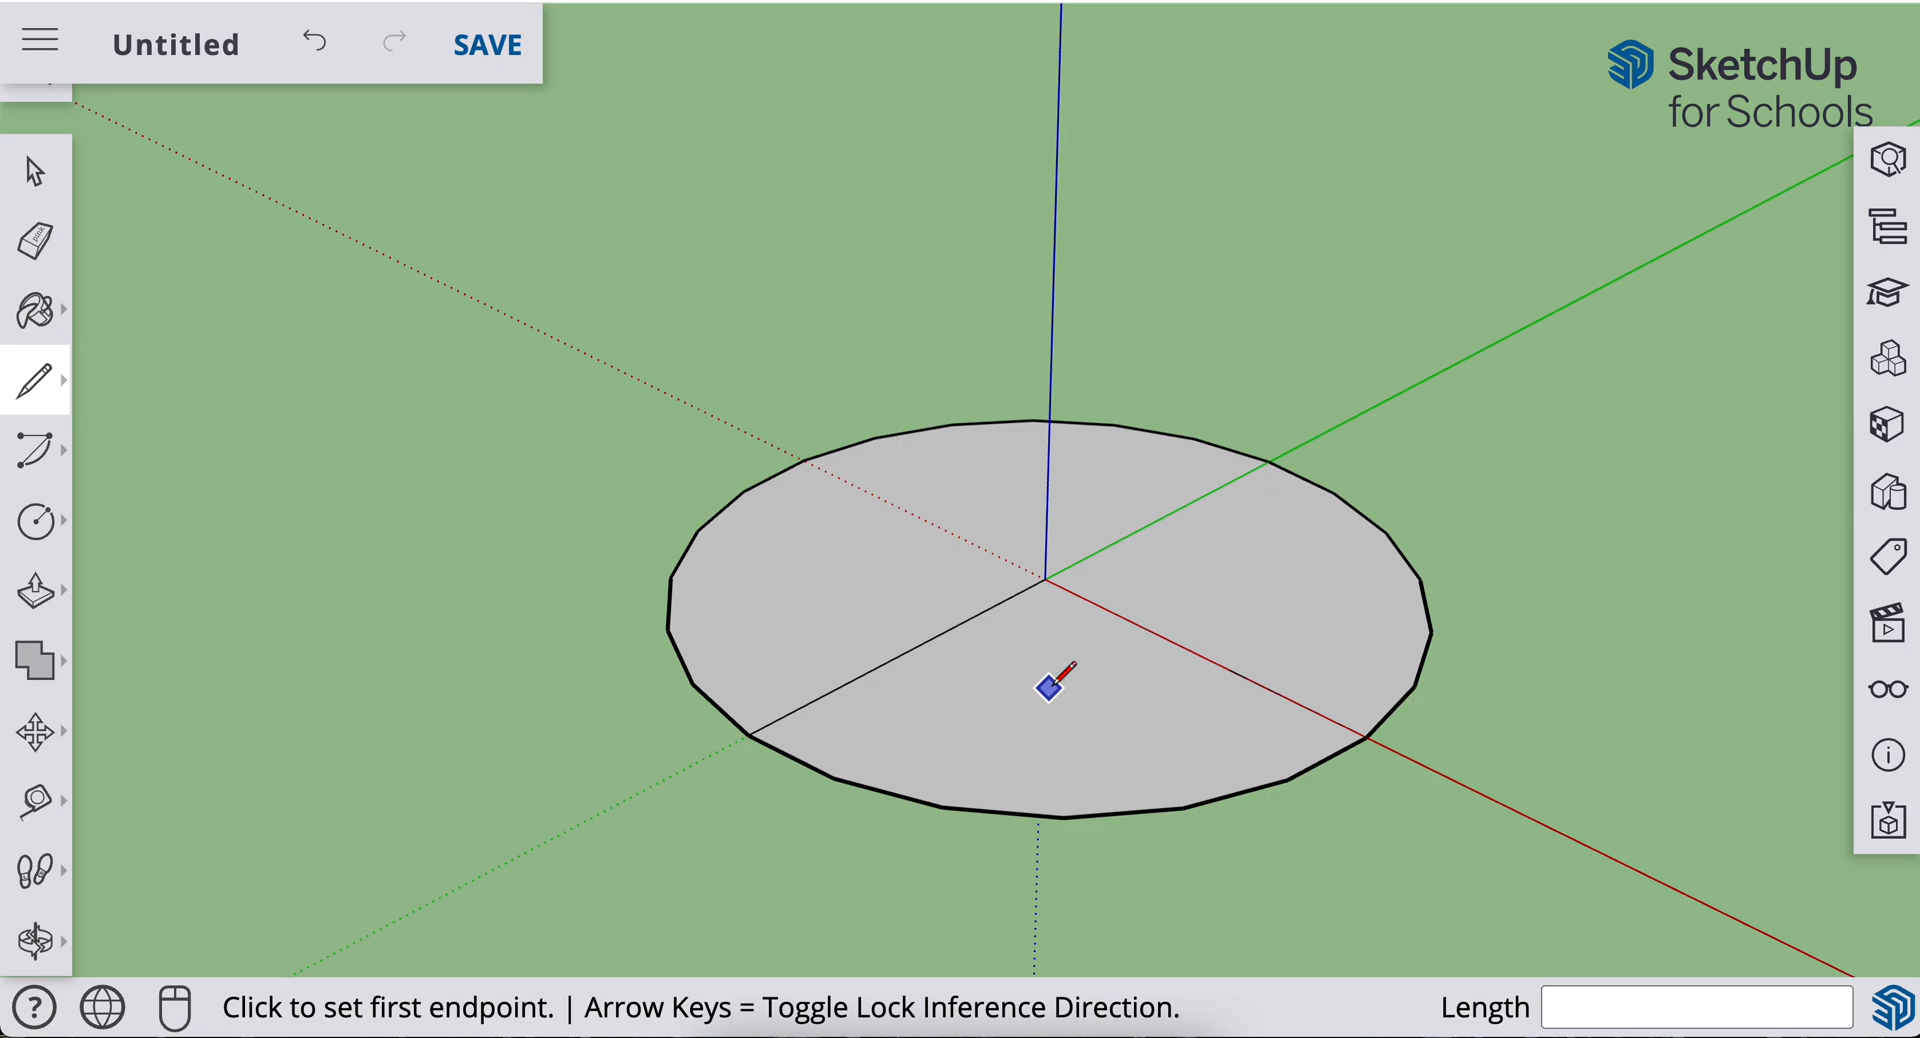 Untitled
SAVE
SketchUp
for Schools
Click to set first endpoint. | Arrow Keys = Toggle Lock Inference Direction.
Length